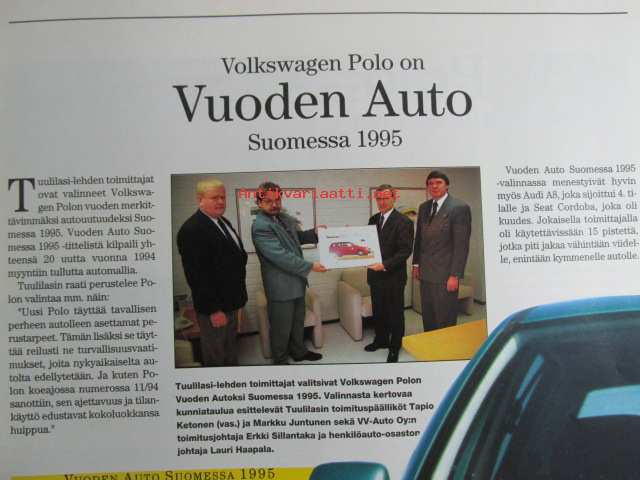 Volkswagen Polo on
Vuoden Auto
Suomessa 1995
Tuulilasi-lehden toimittajat
ovat valinneet Volkswa-
gen Polon vuoden merkit-
tävimmäksi autouutuudeksi Suo-
messa 1995. Vuoden Auto Suo-
messa 1995 -tittelistä kilpaili yh-
teensä 20 uutta vuonna 1994
myyntiin tullutta automallia.
Tuulilasin raati perustelee Po-
lon valintaa mm. näin:
"Uusi Polo täyttää tavallisen
perheen autolleen asettamat pe-
rustarpeet. Tämän lisäksi se täyt-
tää reilusti ne turvallisuusvaati-
mukset, joita nykyaikaiselta au-
tolta edellytetään. Ja kuten Po-
lon koeajossa numerossa 11/94
sanottiin, sen ajettavuus ja tilan-
käyttö edustavat kokoluokkansa
huippua."
Antikvariaatti.net
Tuulilasi-lehden toimittajat valitsivat Volkswagen Polon
Vuoden Autoksi Suomessa 1995. Valinnasta kertovaa
kunniataulua esittelevät Tuulilasin toimituspäälliköt Tapio
Ketonen (vas.) ja Markku Juntunen sekä VV-Auto Oy:n
toimitusjohtaja Erkki Sillantaka ja henkilöauto-osaston
johtaja Lauri Haapala.
Vuoden Auto Suomessa 1995
-valinnassa menestyivät hyvin
myös Audi A8, joka sijoittui 4. ti-
lalle ja Seat Cordoba, joka oli
kuudes. Jokaisella toimittajalla
oli käytettävissään 15 pistettä,
jotka piti jakaa vähintään viidel-
le, enintään kymmenelle autolle.
VUODEN AUTO SUOMESSA 1995